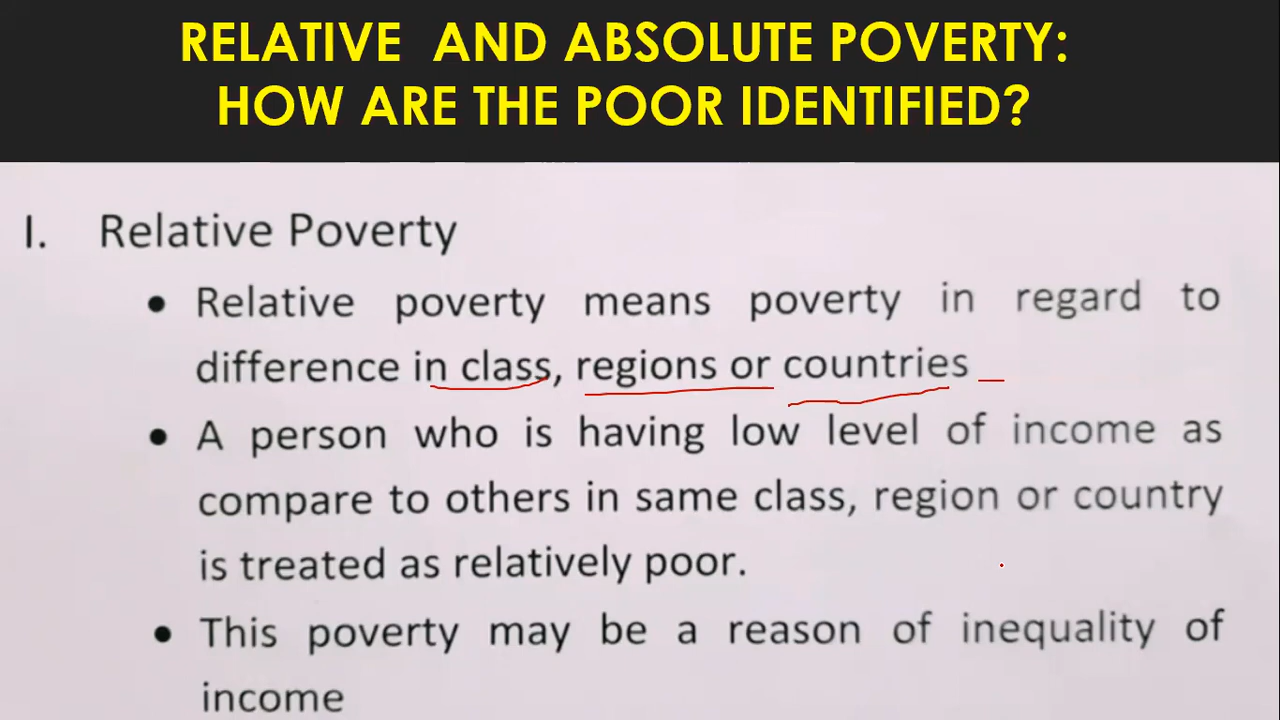 RELATIVE AND ABSOLUTE POVERTY:
HOW ARE THE POOR IDENTIFIED?
I. Relative Poverty
• Relative poverty means poverty in regard to
difference in class, regions or countries
• A person who is having low level of income as
compare to others in same class, region or country
is treated as relatively poor.
• This poverty may be a reason of inequality of
income